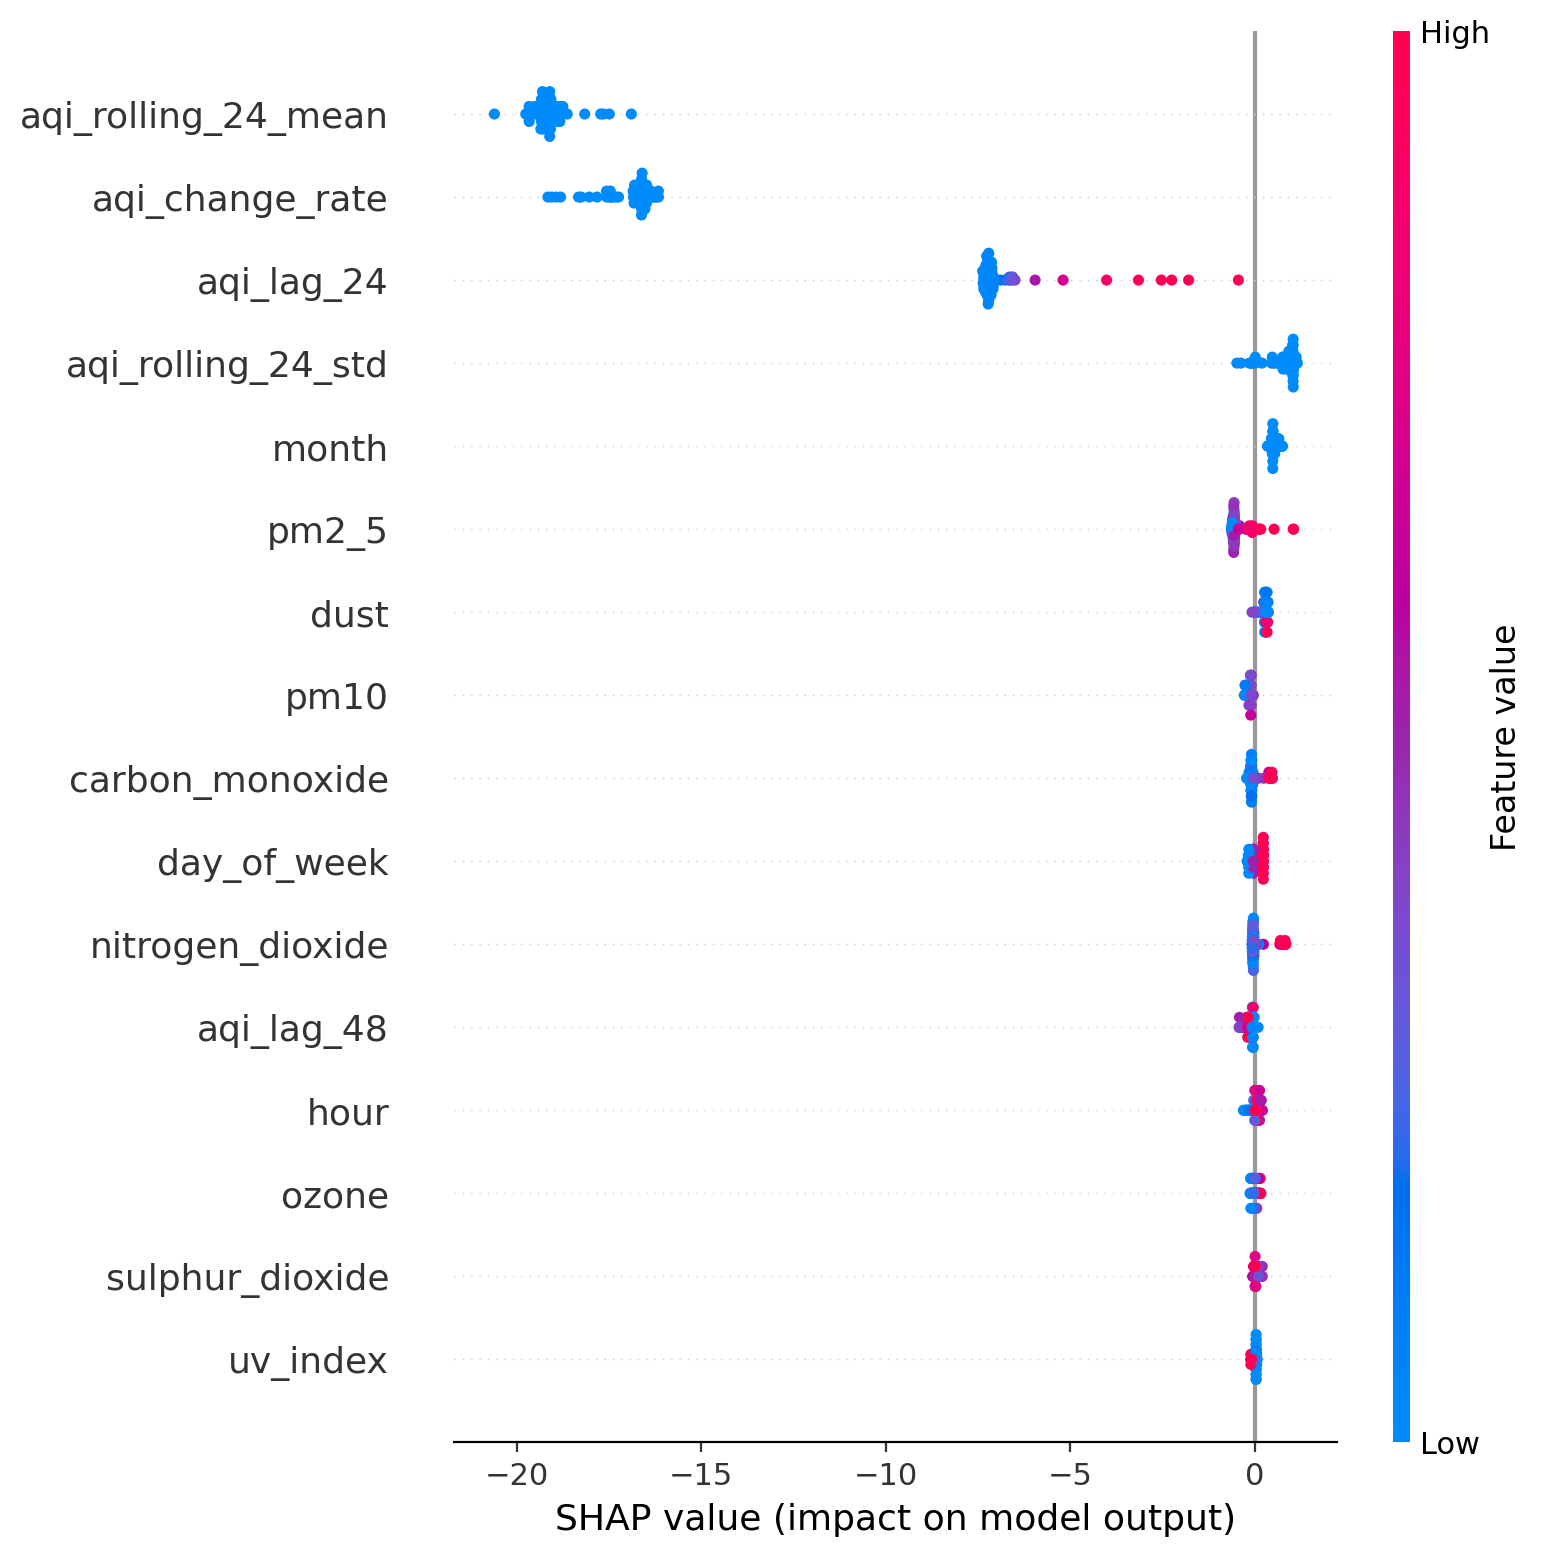 High
aqi_rolling_24_mean
aqi_change_rate
aqi_lag_24
aqi_rolling_24_std
month
pm2_5
dust
pm10
carbon_monoxide
day_of_week
nitrogen_dioxide
aqi_lag_48
hour
ozone
sulphur_dioxide
uv_index
Feature value
Low
−20 −15 −10 −5 0
SHAP value (impact on model output)